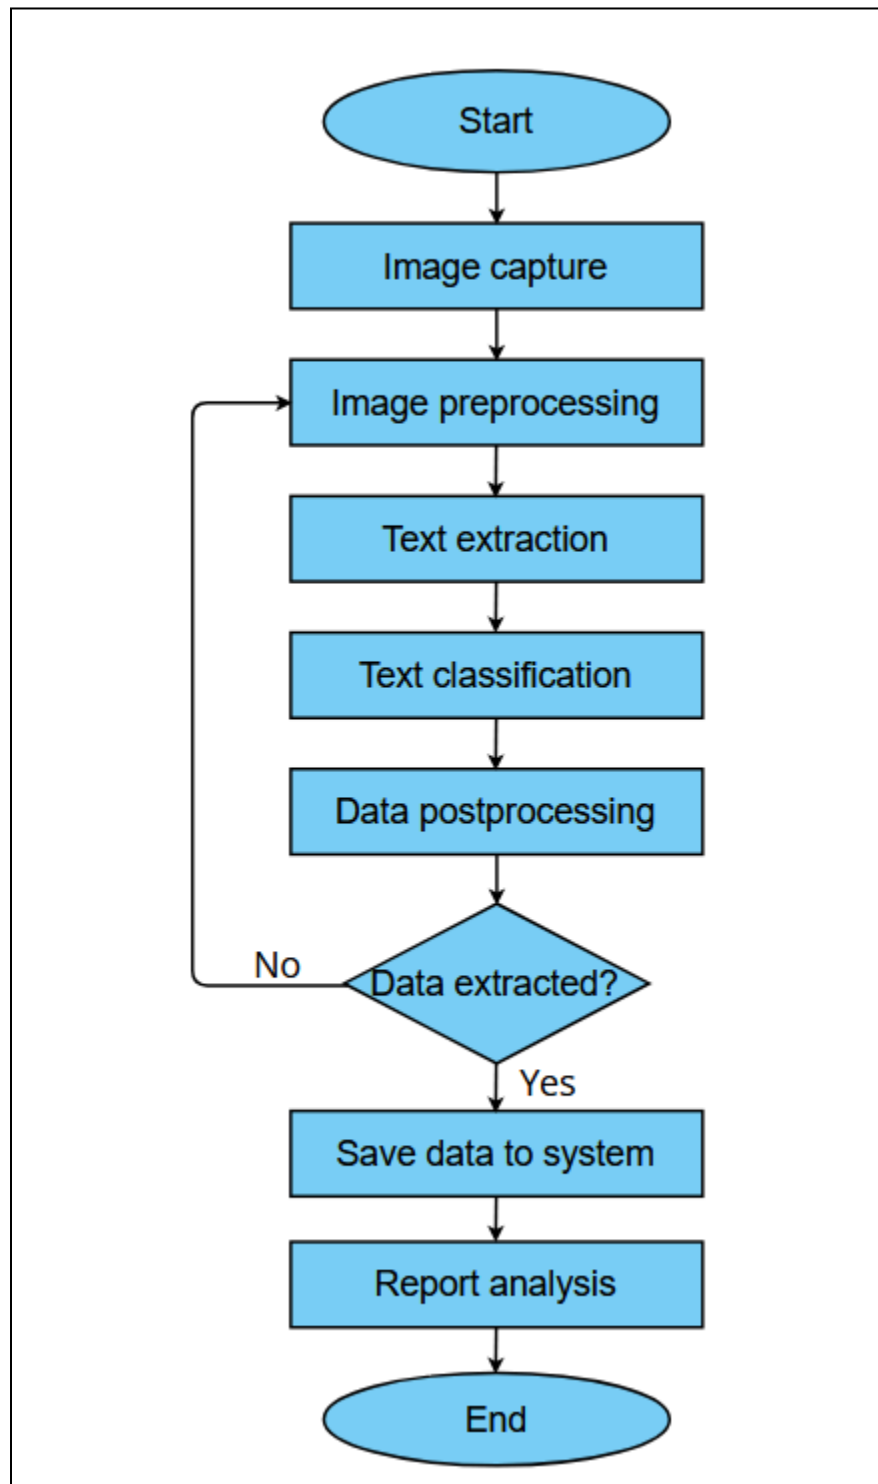 Start
Image capture
Image preprocessing
Text extraction
Text classification
Data postprocessing
No
Data extracted?
Yes
Save data to system
Report analysis
End